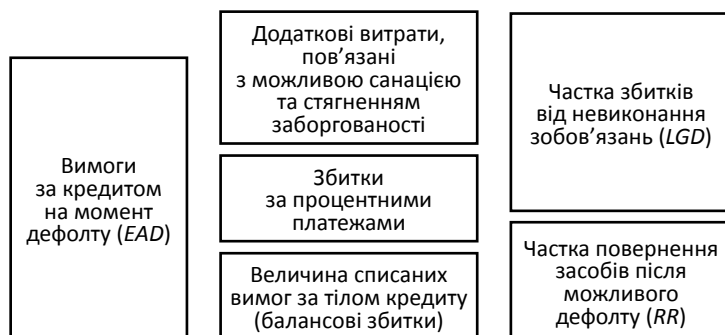 Вимоги
за кредитом
на момент
дефолту (EAD)
Додаткові витрати,
пов’язані
з можливою санацією
та стягненням
заборгованості
Збитки
за процентними
платежами
Величина списаних
вимог за тілом кредиту
(балансові збитки)
Частка збитків
від невиконання
зобов’язань (LGD)
Частка повернення
засобів після
можливого
дефолту (RR)